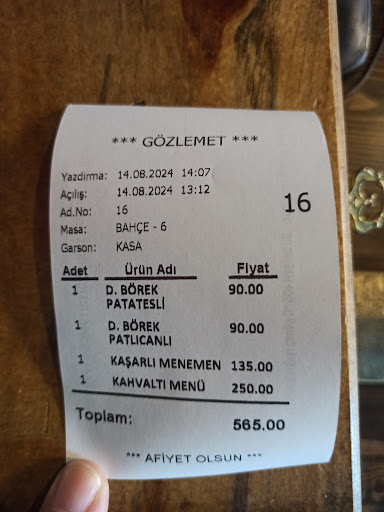 *** GÖZLEMET ***
Yazdırma: 14.08.2024 14:07
Açılış: 14.08.2024 13:12
Ad.No: 16
16
Masa: BAHÇE - 6
Garson: KASA
Adet Ürün Adı Fiyat
1 D. BÖREK 90.00
PATATESLİ
1 D. BÖREK 90.00
PATLICANLI
1 KAŞARLI MENEMEN 135.00
1 KAHVALTI MENÜ 250.00
Toplam: 565.00
*** AFİYET OLSUN ***